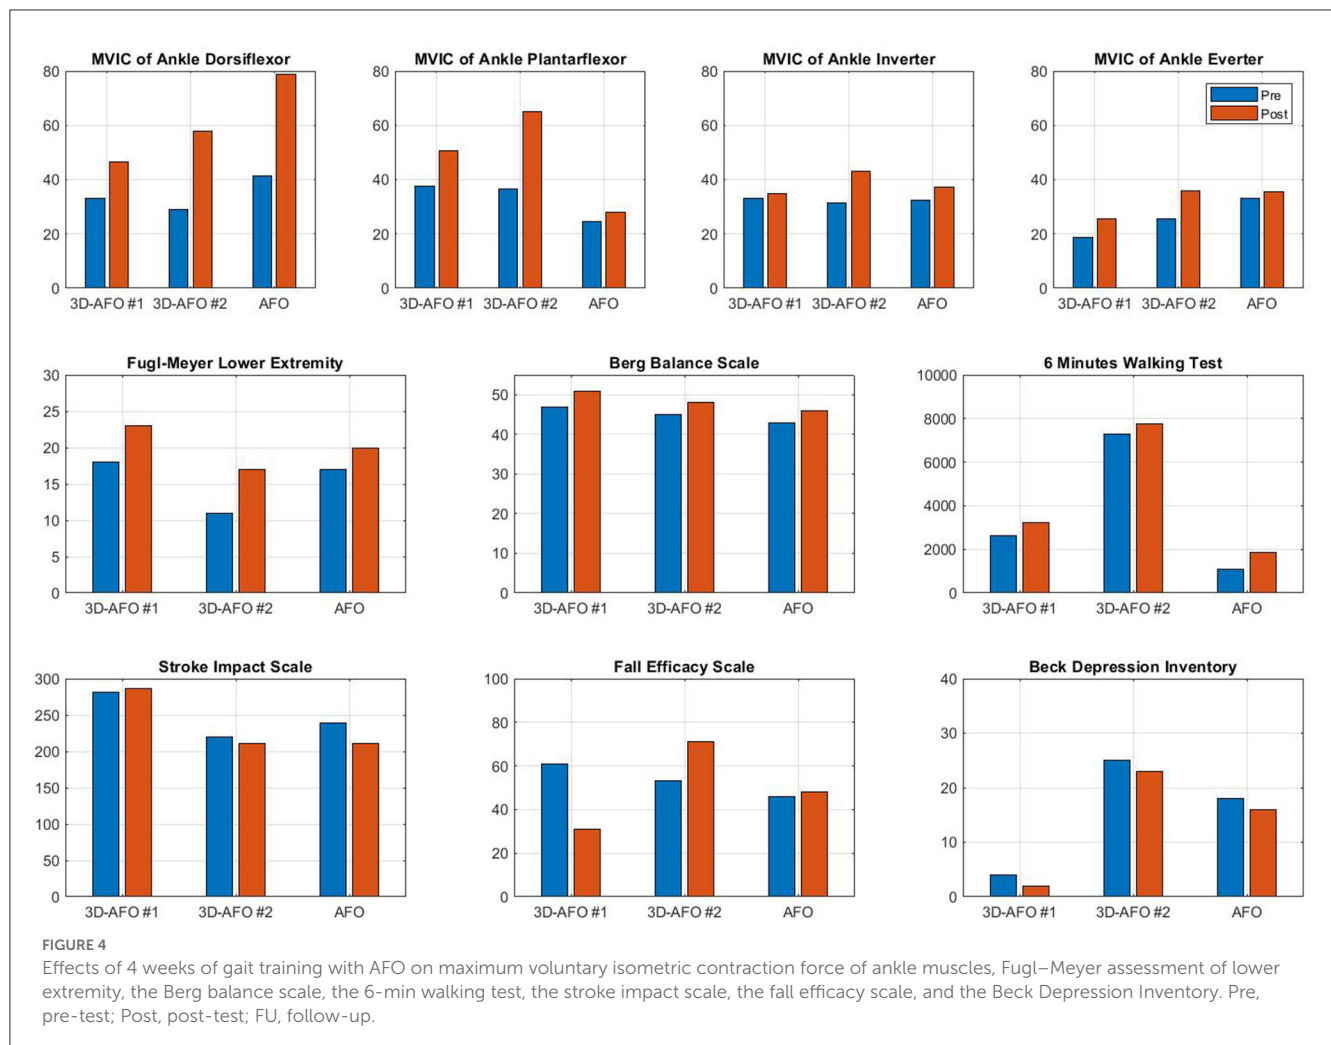 MVIC of Ankle Dorsiflexor
80
60
40
20
0
3D-AFO #1 3D-AFO #2 AFO
MVIC of Ankle Plantarflexor
80
60
40
20
0
3D-AFO #1 3D-AFO #2 AFO
MVIC of Ankle Inverter
80
60
40
20
0
3D-AFO #1 3D-AFO #2 AFO
MVIC of Ankle Everter
80
60
40
20
0
Pre
Post
3D-AFO #1 3D-AFO #2 AFO
Fugl-Meyer Lower Extremity
30
25
20
15
10
5
0
3D-AFO #1 3D-AFO #2 AFO
Berg Balance Scale
50
40
30
20
10
0
3D-AFO #1 3D-AFO #2 AFO
6 Minutes Walking Test
10000
8000
6000
4000
2000
0
3D-AFO #1 3D-AFO #2 AFO
Stroke Impact Scale
300
250
200
150
100
50
0
3D-AFO #1 3D-AFO #2 AFO
Fall Efficacy Scale
100
80
60
40
20
0
3D-AFO #1 3D-AFO #2 AFO
Beck Depression Inventory
40
30
20
10
0
3D-AFO #1 3D-AFO #2 AFO
FIGURE 4
Effects of 4 weeks of gait training with AFO on maximum voluntary isometric contraction force of ankle muscles, Fugl–Meyer assessment of lower
extremity, the Berg balance scale, the 6-min walking test, the stroke impact scale, the fall efficacy scale, and the Beck Depression Inventory. Pre,
pre-test; Post, post-test; FU, follow-up.